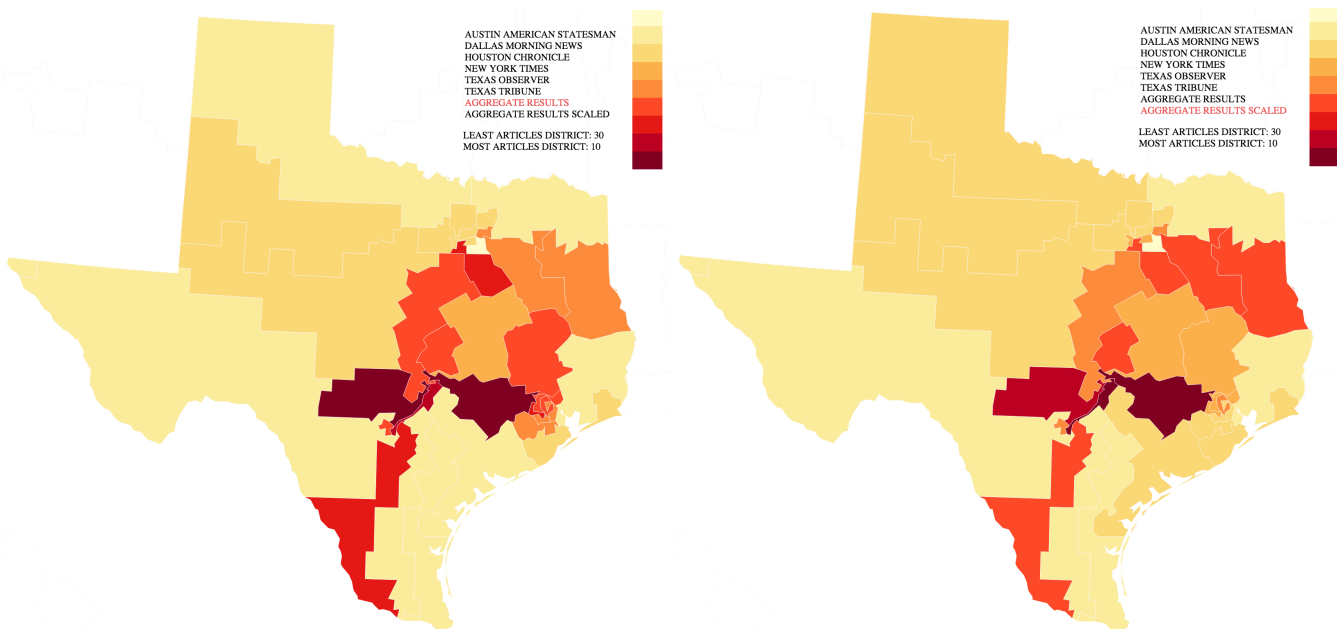 AUSTIN AMERICAN STATESMAN
DALLAS MORNING NEWS
HOUSTON CHRONICLE
NEW YORK TIMES
TEXAS OBSERVER
TEXAS TRIBUNE
AGGREGATE RESULTS
AGGREGATE RESULTS SCALED
LEAST ARTICLES DISTRICT: 30
MOST ARTICLES DISTRICT: 10
AUSTIN AMERICAN STATESMAN
DALLAS MORNING NEWS
HOUSTON CHRONICLE
NEW YORK TIMES
TEXAS OBSERVER
TEXAS TRIBUNE
AGGREGATE RESULTS
AGGREGATE RESULTS SCALED
LEAST ARTICLES DISTRICT: 30
MOST ARTICLES DISTRICT: 10